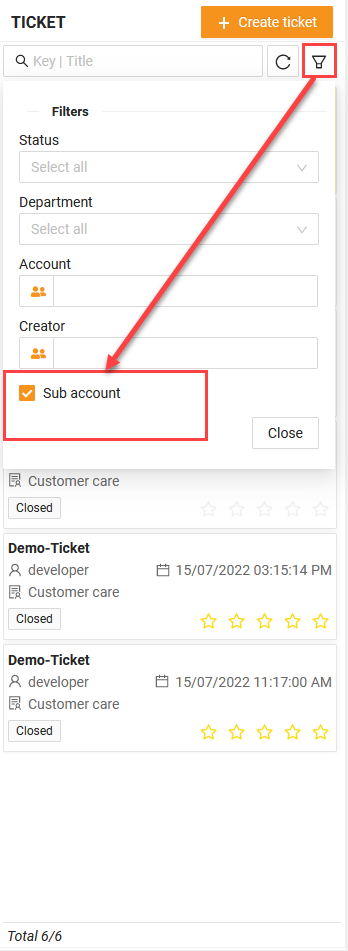 TICKET
Create ticket
Key | Title
Filters
Status
Select all
Department
Select all
Account
Creator
Sub account
Close
Customer care
Closed
Demo-Ticket
developer 15/07/2022 03:15:14 PM
Customer care
Closed
Demo-Ticket
developer 15/07/2022 11:17:00 AM
Customer care
Closed
Total 6/6